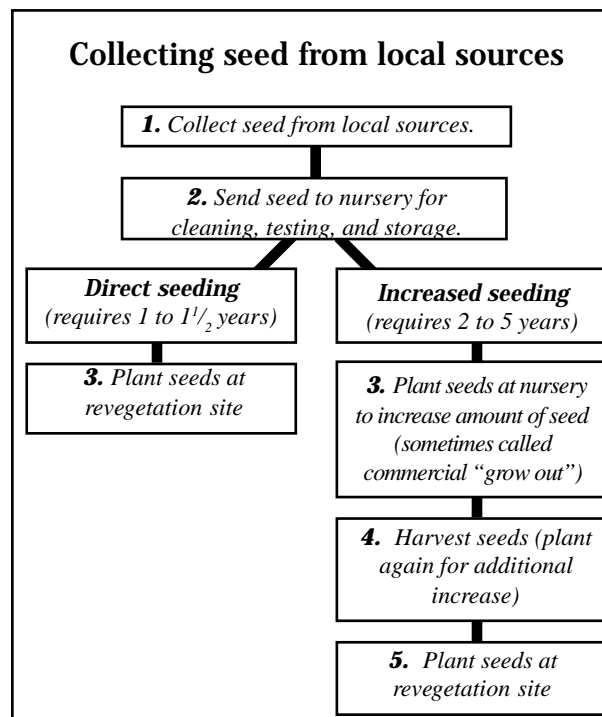 Collecting seed from local sources
1. Collect seed from local sources.
2. Send seed to nursery for
cleaning, testing, and storage.
Direct seeding
(requires 1 to 1 1/2 years)
3. Plant seeds at
revegetation site
Increased seeding
(requires 2 to 5 years)
3. Plant seeds at nursery
to increase amount of seed
(sometimes called
commercial “grow out”)
4. Harvest seeds (plant
again for additional
increase)
5. Plant seeds at
revegetation site